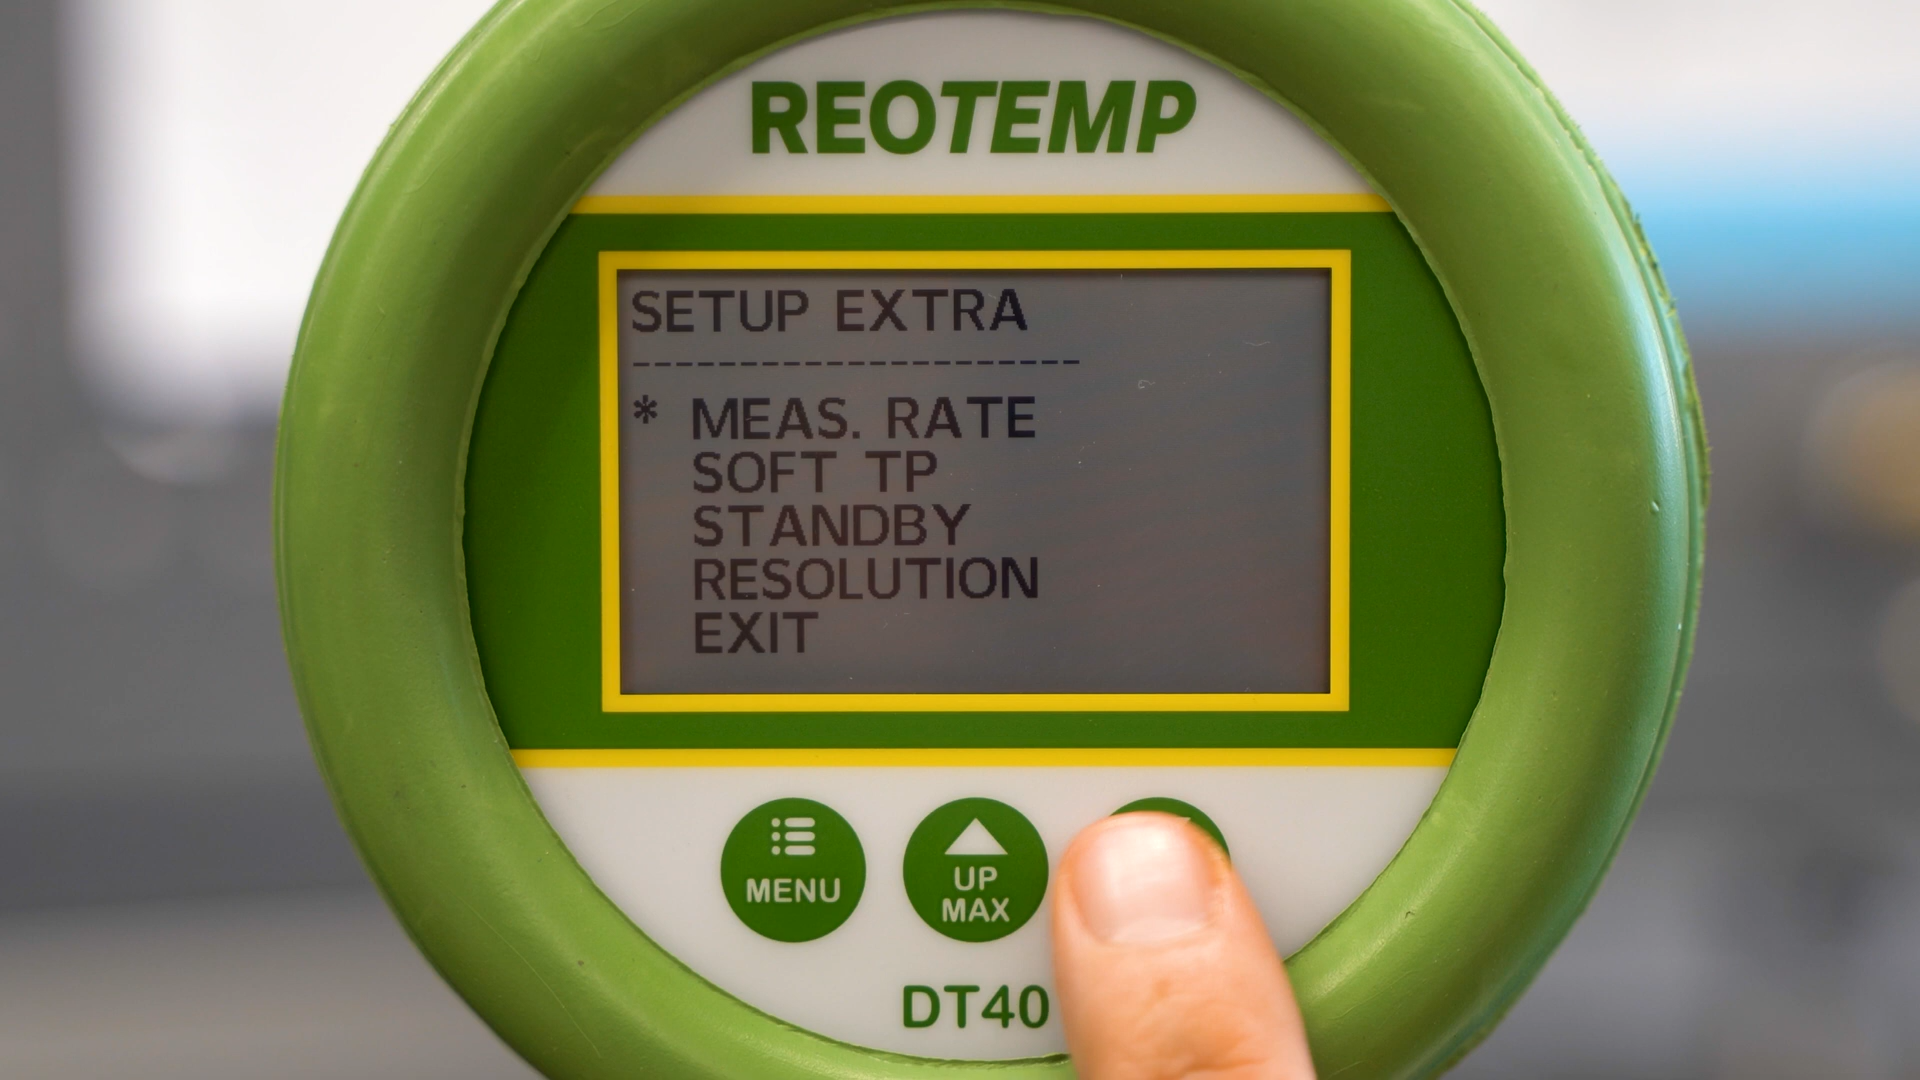 REOTEMP
SETUP EXTRA
---------------------
* MEAS. RATE
SOFT TP
STANDBY
RESOLUTION
EXIT
MENU
UP
MAX
DT40